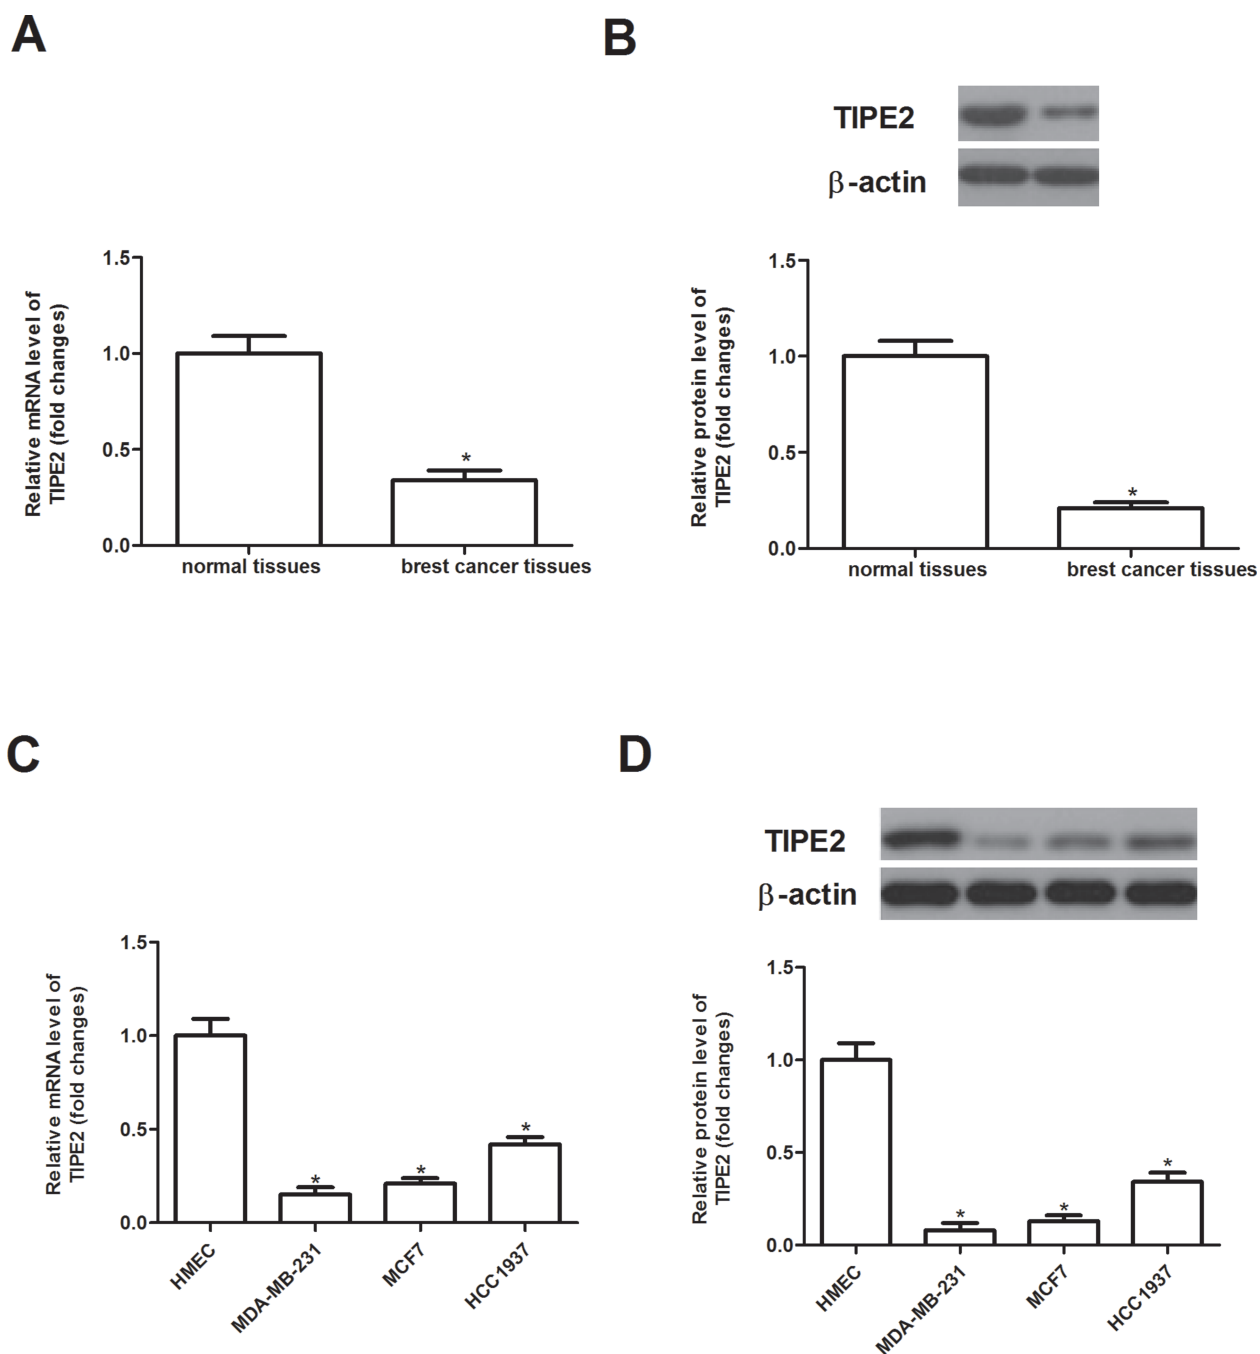 A
B
TIPE2
β-actin
Relative mRNA level of
TIPE2 (fold changes)
1.5
1.0
0.5
0.0
*
normal tissues
brest cancer tissues
Relative protein level of
TIPE2 (fold changes)
1.5
1.0
0.5
0.0
*
normal tissues
brest cancer tissues
C
D
TIPE2
β-actin
Relative mRNA level of
TIPE2 (fold changes)
1.5
1.0
0.5
0.0
*
*
*
HMEC
MDA-MB-231
MCF7
HCC1937
Relative protein level of
TIPE2 (fold changes)
1.5
1.0
0.5
0.0
*
*
*
HMEC
MDA-MB-231
MCF7
HCC1937